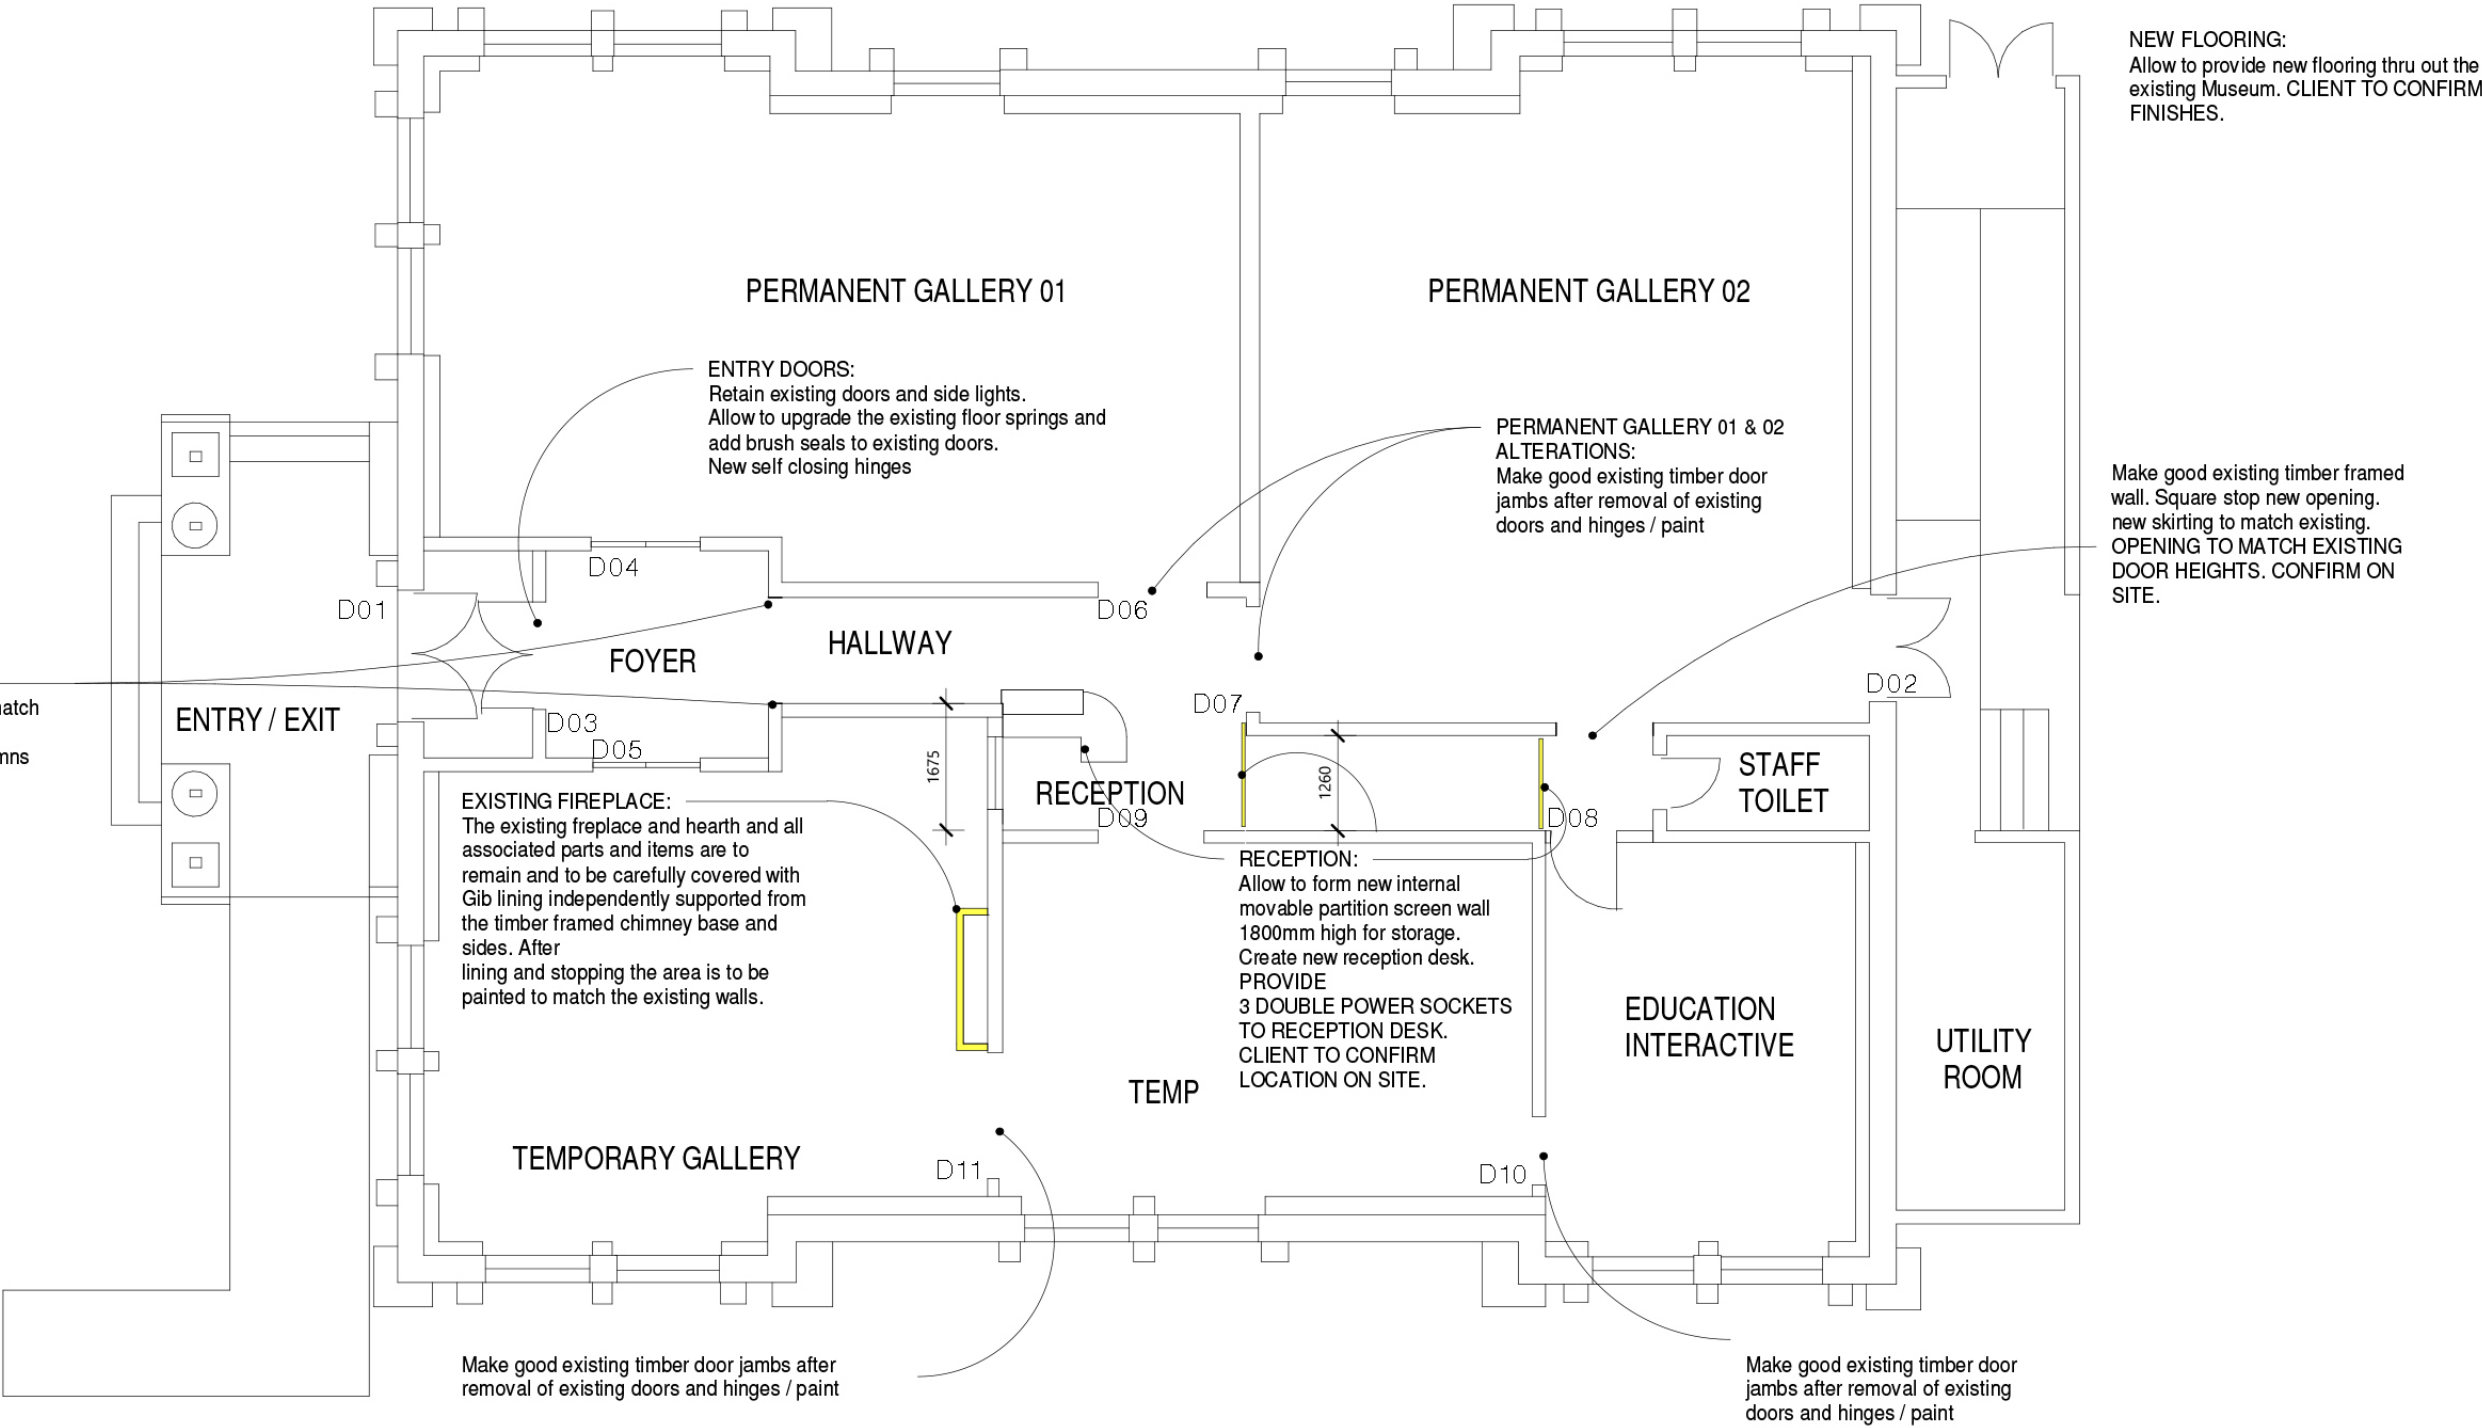 NEW FLOORING:
Allow to provide new flooring thru out the
existing Museum. CLIENT TO CONFIRM
FINISHES.
PERMANENT GALLERY 01
PERMANENT GALLERY 02
ENTRY DOORS:
Retain existing doors and side lights.
Allow to upgrade the existing floor springs and
add brush seals to existing doors.
New self closing hinges
PERMANENT GALLERY 01 & 02
ALTERATIONS:
Make good existing timber door
jambs after removal of existing
doors and hinges / paint
Make good existing timber framed
wall. Square stop new opening.
new skirting to match existing.
OPENING TO MATCH EXISTING
DOOR HEIGHTS. CONFIRM ON
SITE.
D04
D01
D06
HALLWAY
FOYER
D07
D02
ENTRY / EXIT
D03
D05
1675
1260
RECEPTION
D09
D08
STAFF
TOILET
EXISTING FIREPLACE:
The existing freplace and hearth and all
associated parts and items are to
remain and to be carefully covered with
Gib lining independently supported from
the timber framed chimney base and
sides. After
lining and stopping the area is to be
painted to match the existing walls.
RECEPTION:
Allow to form new internal
movable partition screen wall
1800mm high for storage.
Create new reception desk.
PROVIDE
3 DOUBLE POWER SOCKETS
TO RECEPTION DESK.
CLIENT TO CONFIRM
LOCATION ON SITE.
EDUCATION
INTERACTIVE
UTILITY
ROOM
TEMP
TEMPORARY GALLERY
D11
D10
Make good existing timber door jambs after
removal of existing doors and hinges / paint
Make good existing timber door
jambs after removal of existing
doors and hinges / paint